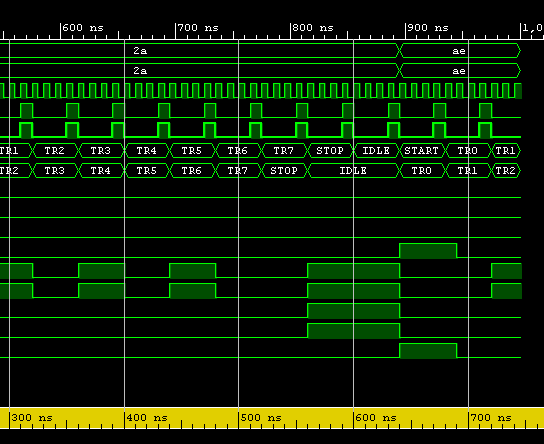 600 ns 700 ns 800 ns 900 ns 1,0
2a ae
2a ae
TR1 TR2 TR3 TR4 TR5 TR6 TR7 STOP IDLE START TR0 TR1
TR2 TR3 TR4 TR5 TR6 TR7 STOP IDLE TR0 TR1 TR2
300 ns 400 ns 500 ns 600 ns 700 ns